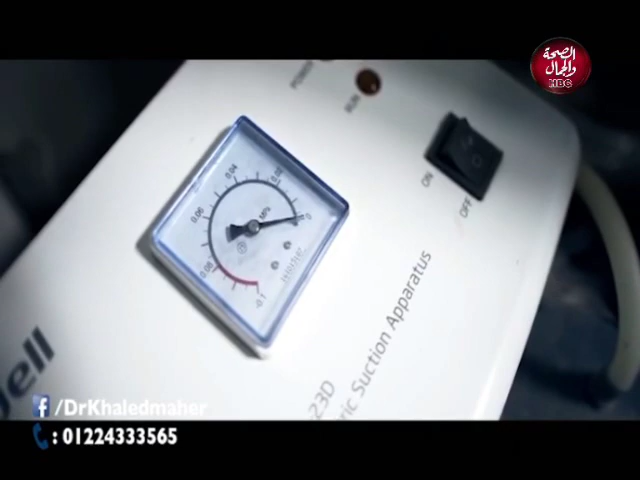 الصحة
والجمال
HBC
POWER
RUN
ON
OFF
0.02
0.04
0.06
0.08
-0.1
0
MPa
23D
ric Suction Apparatus
ell
/DrKhaledmaher
: 01224333565